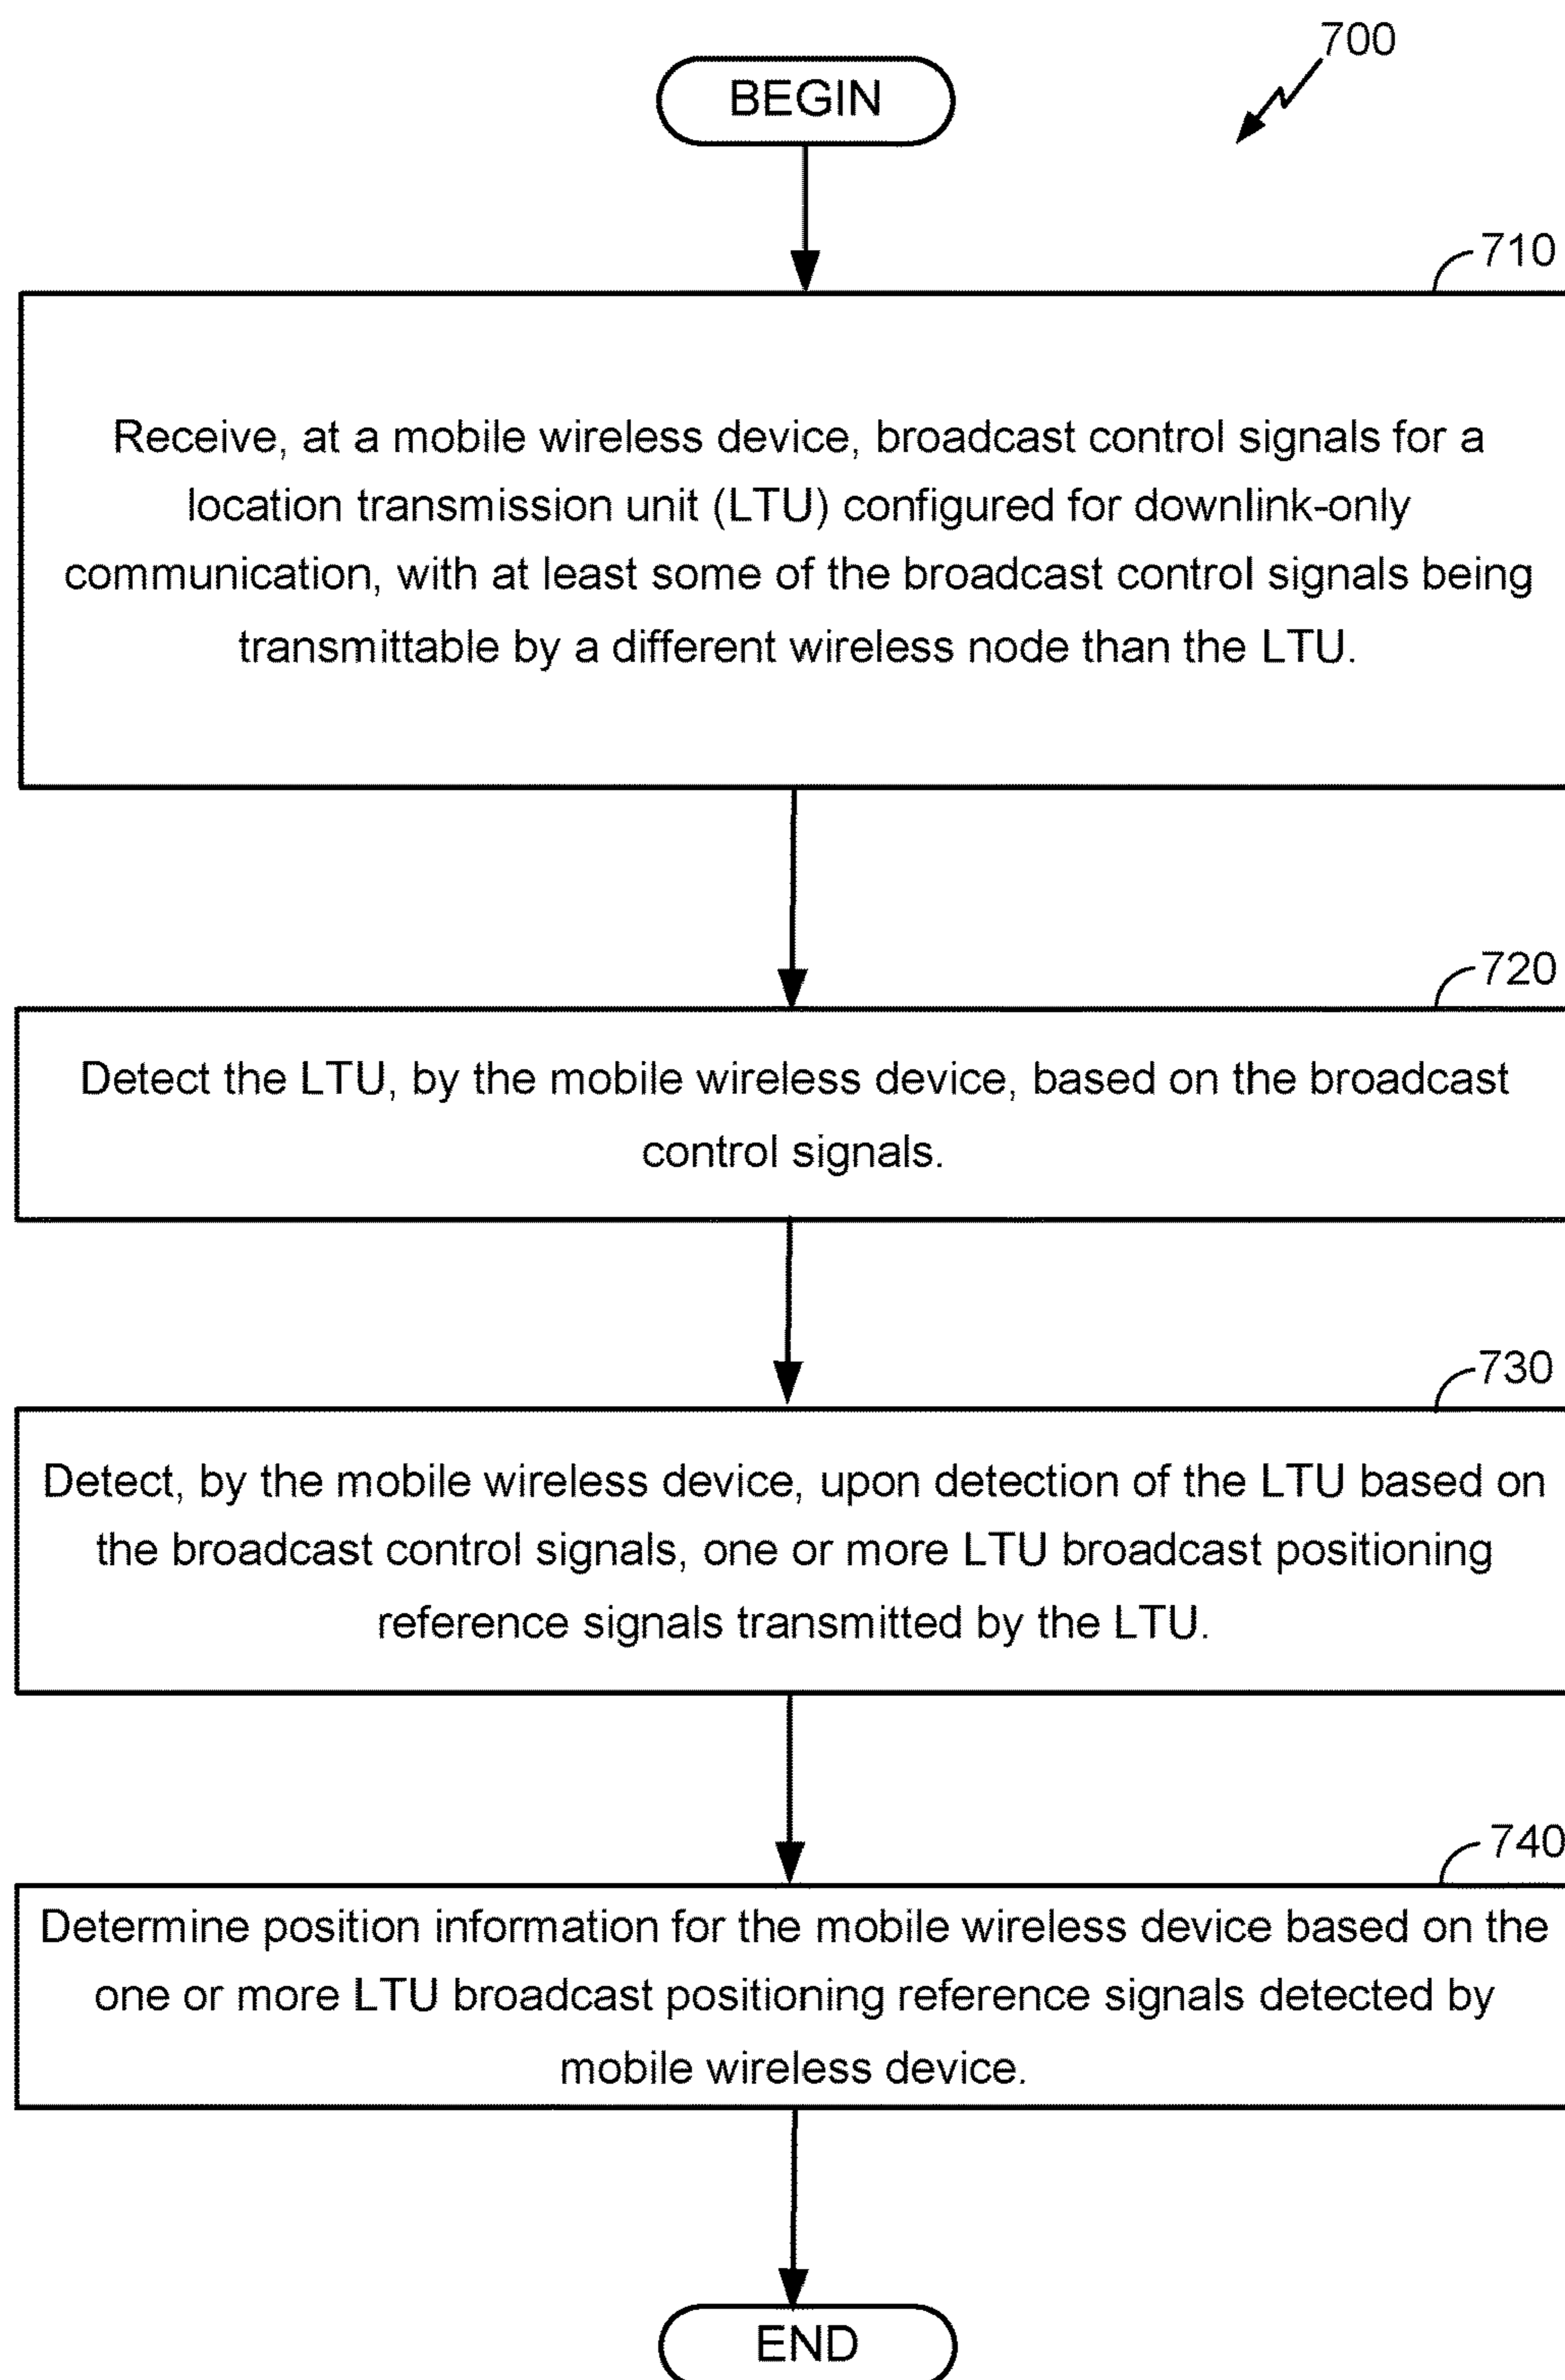 700
BEGIN
710
Receive, at a mobile wireless device, broadcast control signals for a
location transmission unit (LTU) configured for downlink-only
communication, with at least some of the broadcast control signals being
transmittable by a different wireless node than the LTU.
720
Detect the LTU, by the mobile wireless device, based on the broadcast
control signals.
730
Detect, by the mobile wireless device, upon detection of the LTU based on
the broadcast control signals, one or more LTU broadcast positioning
reference signals transmitted by the LTU.
740
Determine position information for the mobile wireless device based on the
one or more LTU broadcast positioning reference signals detected by
mobile wireless device.
END